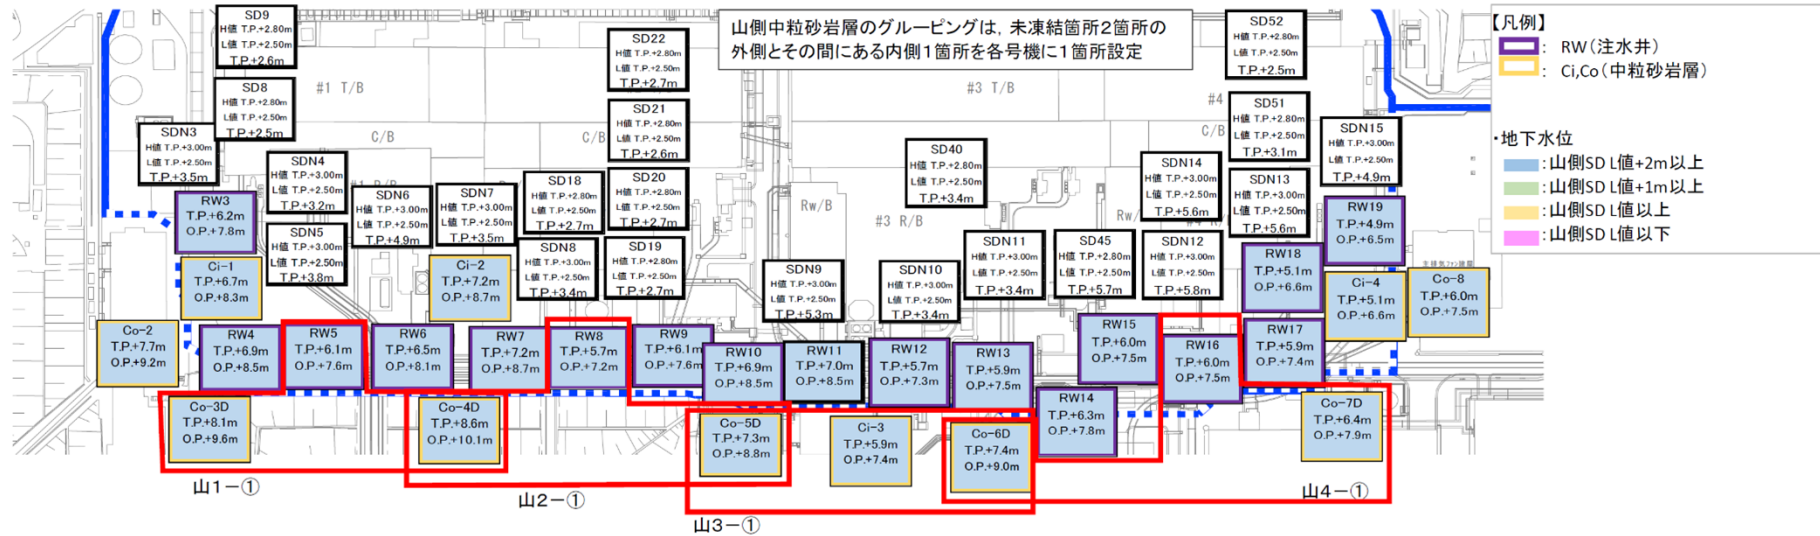 山側中粒砂岩層のグルーピングは，未凍結箇所2箇所の
外側とその間にある内側1箇所を各号機に1箇所設定
【凡例】
： RW（注水井）
： Ci,Co（中粒砂岩層）
・地下水位
：山側SD L値+2m以上
：山側SD L値+1m以上
：山側SD L値以上
：山側SD L値以下
SD9
H値 T.P.+2.80m
L値 T.P.+2.50m
T.P.+2.6m
SD8
H値 T.P.+2.80m
L値 T.P.+2.50m
T.P.+2.5m
SDN3
H値 T.P.+3.00m
L値 T.P.+2.50m
T.P.+3.5m
SDN4
H値 T.P.+3.00m
L値 T.P.+2.50m
T.P.+3.2m
SDN5
H値 T.P.+3.00m
L値 T.P.+2.50m
T.P.+3.8m
SDN6
H値 T.P.+3.00m
L値 T.P.+2.50m
T.P.+4.9m
SDN7
H値 T.P.+3.00m
L値 T.P.+2.50m
T.P.+3.5m
SD18
H値 T.P.+2.80m
L値 T.P.+2.50m
T.P.+2.7m
SDN8
H値 T.P.+3.00m
L値 T.P.+2.50m
T.P.+3.4m
SD22
H値 T.P.+2.80m
L値 T.P.+2.50m
T.P.+2.7m
SD21
H値 T.P.+2.80m
L値 T.P.+2.50m
T.P.+2.6m
SD20
H値 T.P.+2.80m
L値 T.P.+2.50m
T.P.+2.7m
SD19
H値 T.P.+2.80m
L値 T.P.+2.50m
T.P.+2.7m
SDN9
H値 T.P.+3.00m
L値 T.P.+2.50m
T.P.+5.3m
SDN10
H値 T.P.+3.00m
L値 T.P.+2.50m
T.P.+3.4m
SD40
H値 T.P.+2.80m
L値 T.P.+2.50m
T.P.+3.4m
SDN11
H値 T.P.+3.00m
L値 T.P.+2.50m
T.P.+3.4m
SD45
H値 T.P.+2.80m
L値 T.P.+2.50m
T.P.+5.7m
SDN12
H値 T.P.+3.00m
L値 T.P.+2.50m
T.P.+5.8m
SDN14
H値 T.P.+3.00m
L値 T.P.+2.50m
T.P.+5.6m
SD52
H値 T.P.+2.80m
L値 T.P.+2.50m
T.P.+2.5m
SD51
H値 T.P.+2.80m
L値 T.P.+2.50m
T.P.+3.1m
SDN13
H値 T.P.+3.00m
L値 T.P.+2.50m
T.P.+5.6m
SDN15
H値 T.P.+3.00m
L値 T.P.+2.50m
T.P.+4.9m
#1 T/B
C/B
C/B
#3 T/B
Rw/B
#3 R/B
#4
C/B
Rw/
RW3
T.P.+6.2m
O.P.+7.8m
Ci-1
T.P.+6.7m
O.P.+8.3m
Co-2
T.P.+7.7m
O.P.+9.2m
RW4
T.P.+6.9m
O.P.+8.5m
RW5
T.P.+6.1m
O.P.+7.6m
RW6
T.P.+6.5m
O.P.+8.1m
Ci-2
T.P.+7.2m
O.P.+8.7m
RW7
T.P.+7.2m
O.P.+8.7m
RW8
T.P.+5.7m
O.P.+7.2m
RW9
T.P.+6.1m
O.P.+7.6m
RW10
T.P.+6.9m
O.P.+8.5m
RW11
T.P.+7.0m
O.P.+8.5m
RW12
T.P.+5.7m
O.P.+7.3m
RW13
T.P.+5.9m
O.P.+7.5m
RW14
T.P.+6.3m
O.P.+7.8m
RW15
T.P.+6.0m
O.P.+7.5m
RW16
T.P.+6.0m
O.P.+7.5m
RW17
T.P.+5.9m
O.P.+7.4m
RW18
T.P.+5.1m
O.P.+6.6m
RW19
T.P.+4.9m
O.P.+6.5m
Ci-4
T.P.+5.1m
O.P.+6.6m
Co-8
T.P.+6.0m
O.P.+7.5m
Co-3D
T.P.+8.1m
O.P.+9.6m
Co-4D
T.P.+8.6m
O.P.+10.1m
Co-5D
T.P.+7.3m
O.P.+8.8m
Ci-3
T.P.+5.9m
O.P.+7.4m
Co-6D
T.P.+7.4m
O.P.+9.0m
Co-7D
T.P.+6.4m
O.P.+7.9m
山1－①
山2－①
山3－①
山4－①